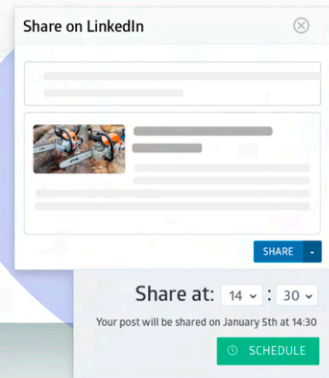 Share on LinkedIn
SHARE
Share at: 14 : 30
Your post will be shared on January 5th at 14:30
SCHEDULE